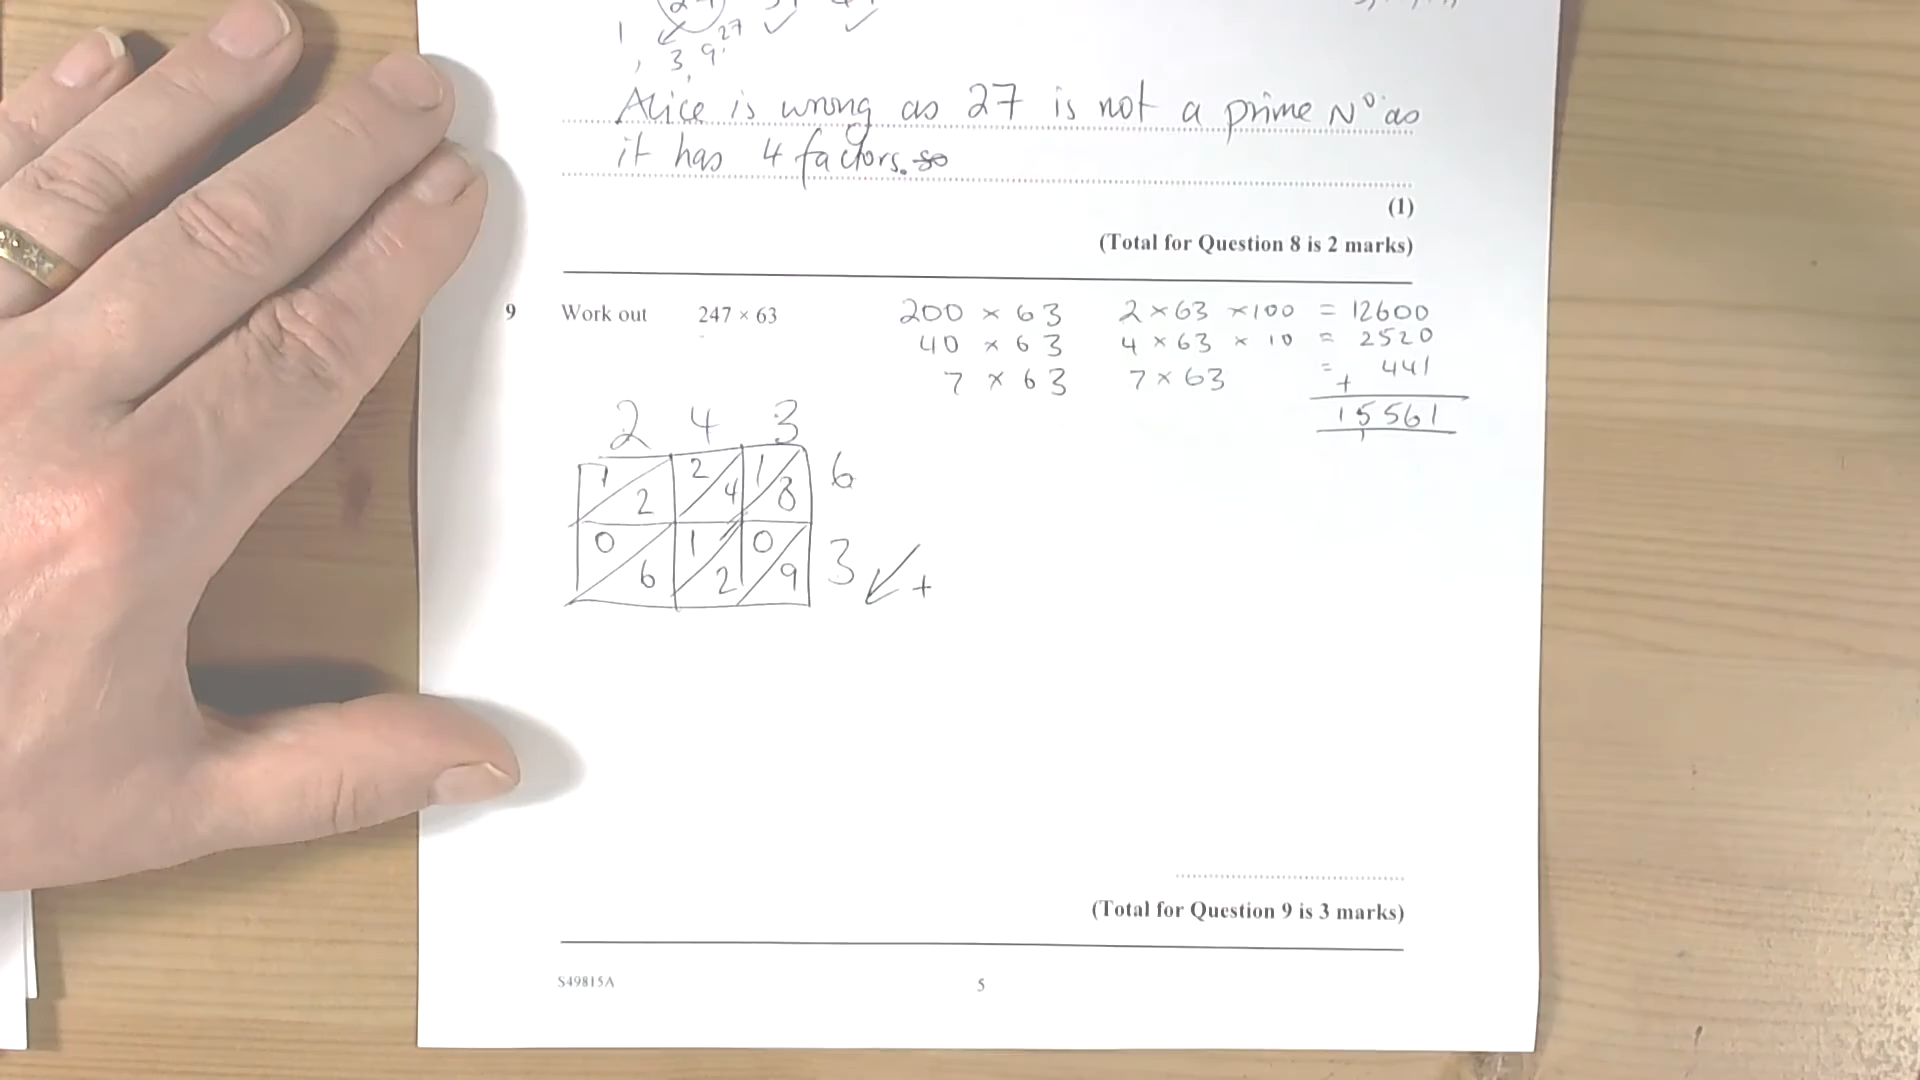 1 27 ✓ ✓
, 3, 9.
Alice is wrong as 27 is not a prime Nº as
it has 4 factors. so
(1)
(Total for Question 8 is 2 marks)
9 Work out 247 × 63
200 × 63 2 × 63 × 100 = 12600
40 × 63 4 × 63 × 10 = 2520
7 × 63 7 × 63 = 441
+
15561
1
2 4 3
1 2 2 4 1 8 6
0 6 1 2 0 9 3 ↙+
(Total for Question 9 is 3 marks)
S49815A 5